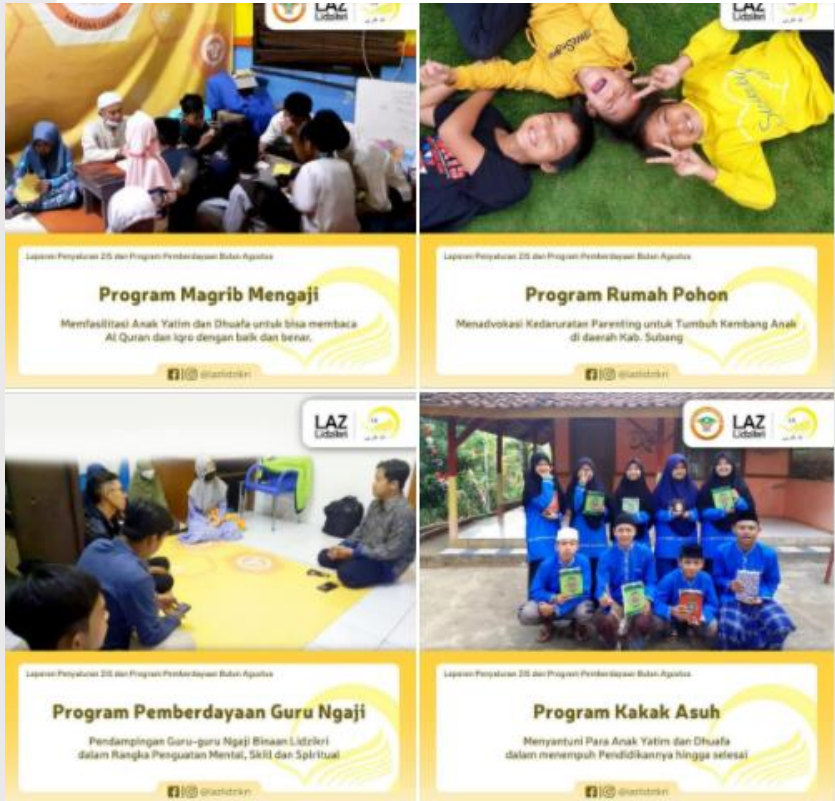 LAZ
Lidzikri
LAZ
Lidzikri
Laporan Penyaluran ZIS dan Program Pemberdayaan Bulan Agustus
Program Magrib Mengaji
Memfasilitasi Anak Yatim dan Dhuafa untuk bisa membaca
Al Quran dan Iqro dengan baik dan benar.
@lazlidzikri
Laporan Penyaluran ZIS dan Program Pemberdayaan Bulan Agustus
Program Rumah Pohon
Menadvokasi Kedaruratan Parenting untuk Tumbuh Kembang Anak
di daerah Kab. Subang
@lazlidzikri
LAZ
Lidzikri
LAZ
Lidzikri
Laporan Penyaluran ZIS dan Program Pemberdayaan Bulan Agustus
Program Pemberdayaan Guru Ngaji
Pendampingan Guru-guru Ngaji Binaan Lidzikri
dalam Rangka Penguatan Mental, Skill dan Spiritual
@lazlidzikri
Laporan Penyaluran ZIS dan Program Pemberdayaan Bulan Agustus
Program Kakak Asuh
Menyantuni Para Anak Yatim dan Dhuafa
dalam menempuh Pendidikannya hingga selesai
@lazlidzikri